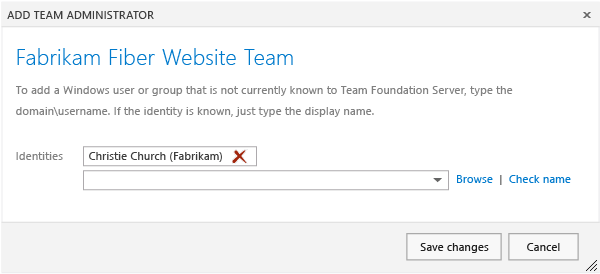 ADD TEAM ADMINISTRATOR
Fabrikam Fiber Website Team
To add a Windows user or group that is not currently known to Team Foundation Server, type the
domain\username. If the identity is known, just type the display name.
Identities Christie Church (Fabrikam)
Browse | Check name
Save changes Cancel